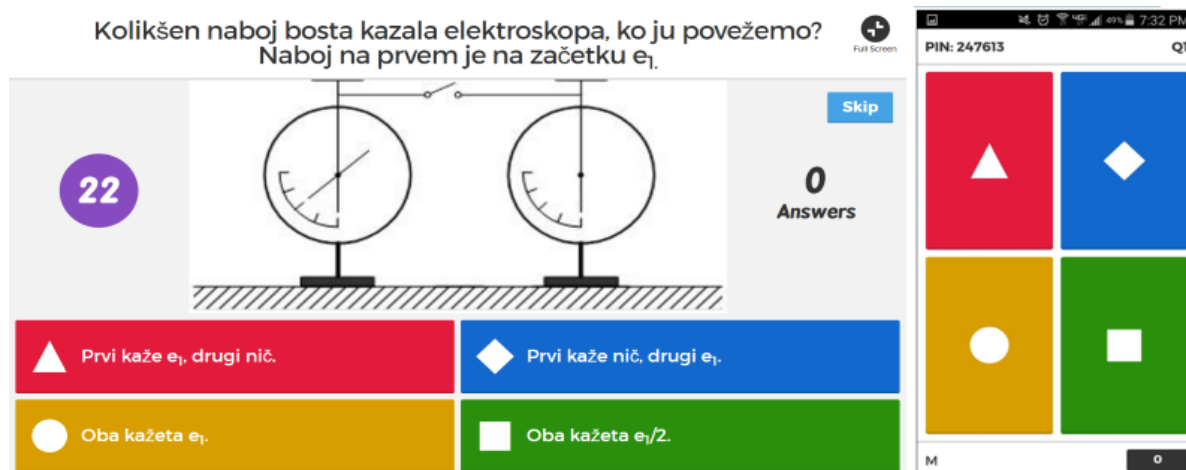 Kolikšen naboj bosta kazala elektroskopa, ko ju povežemo?
Naboj na prvem je na začetku e₁.
Full Screen
Skip
22
0
Answers
Prvi kaže e₁, drugi nič.
Prvi kaže nič, drugi e₁.
Oba kažeta e₁.
Oba kažeta e₁/2.
49% 7:32 PM
PIN: 247613
Q1
M
0